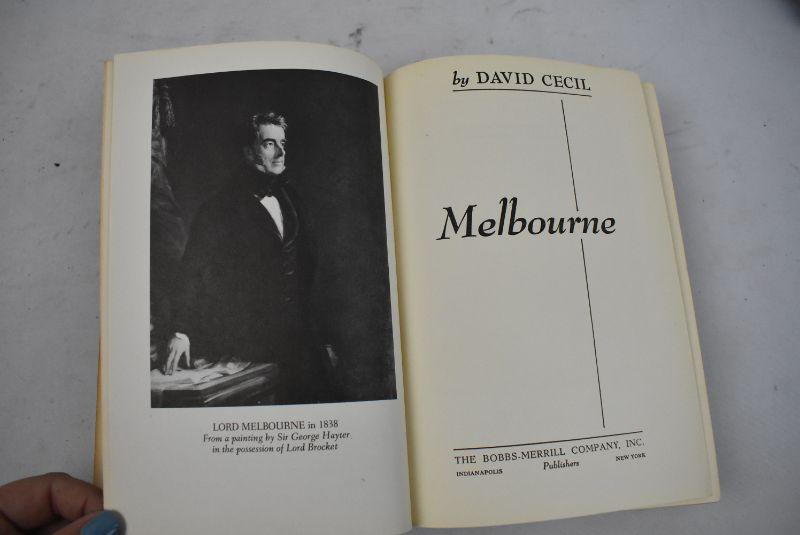 LORD MELBOURNE in 1838
From a painting by Sir George Hayter
in the possession of Lord Brocket
by DAVID CECIL
Melbourne
THE BOBBS-MERRILL COMPANY, INC.
INDIANAPOLIS Publishers NEW YORK